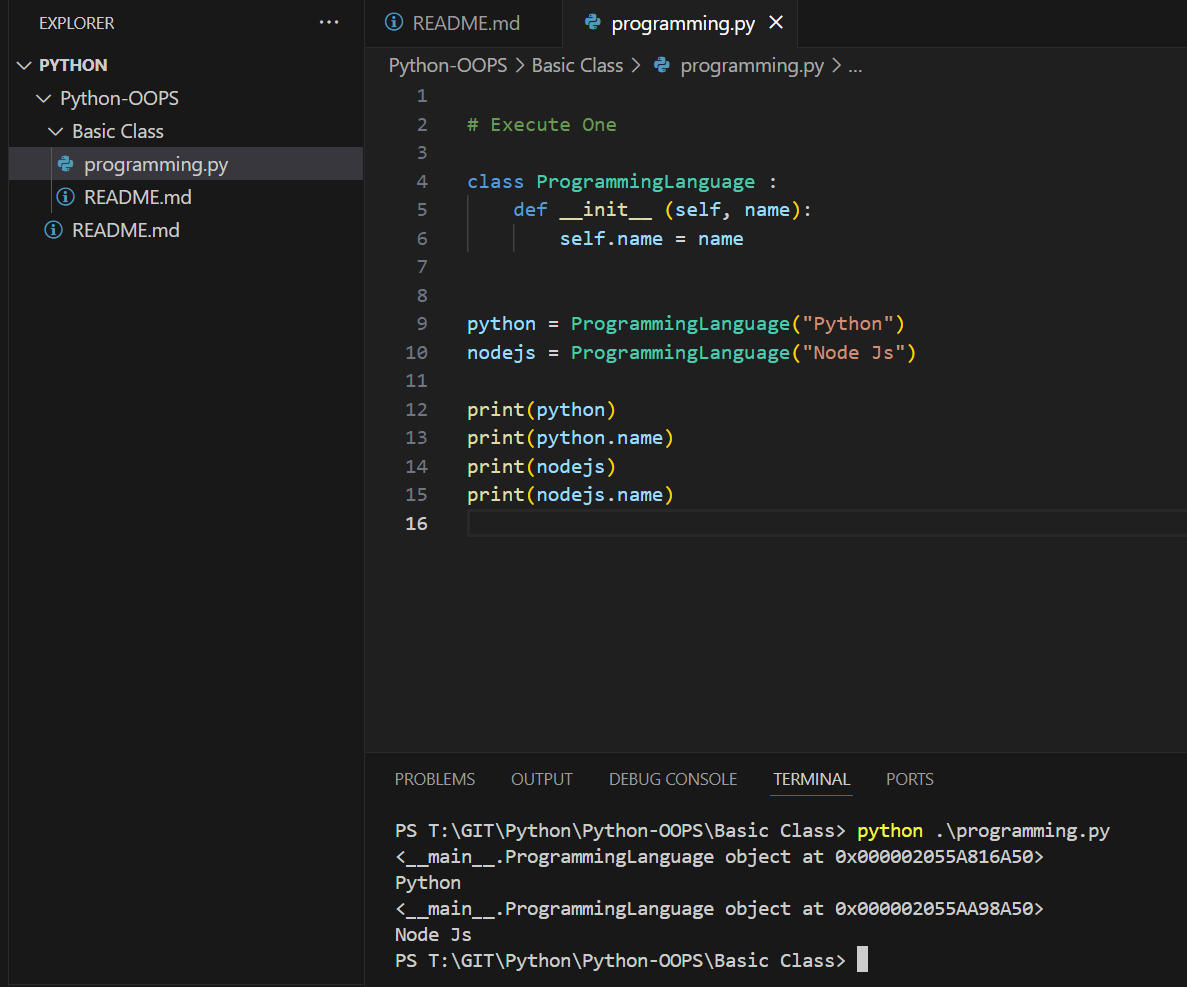 EXPLORER ...
PYTHON
Python-OOPS
Basic Class
programming.py
README.md
README.md
README.md programming.py
Python-OOPS > Basic Class > programming.py > ...
1
2 # Execute One
3
4 class ProgrammingLanguage :
5     def __init__ (self, name):
6         self.name = name
7
8
9 python = ProgrammingLanguage("Python")
10 nodejs = ProgrammingLanguage("Node Js")
11
12 print(python)
13 print(python.name)
14 print(nodejs)
15 print(nodejs.name)
16
PROBLEMS OUTPUT DEBUG CONSOLE TERMINAL PORTS
PS T:\GIT\Python\Python-OOPS\Basic Class> python .\programming.py
<__main__.ProgrammingLanguage object at 0x000002055A816A50>
Python
<__main__.ProgrammingLanguage object at 0x000002055AA98A50>
Node Js
PS T:\GIT\Python\Python-OOPS\Basic Class>